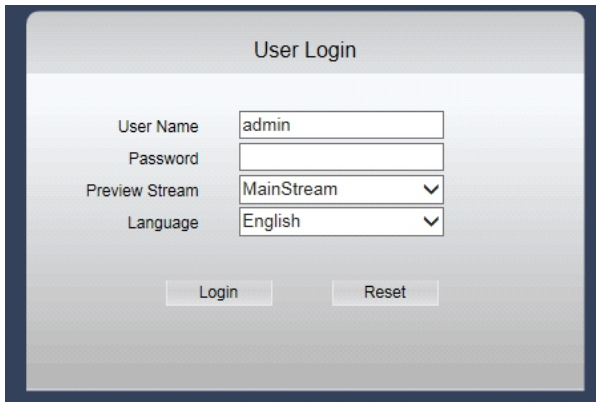 User Login
User Name admin
Password
Preview Stream MainStream
Language English
Login Reset